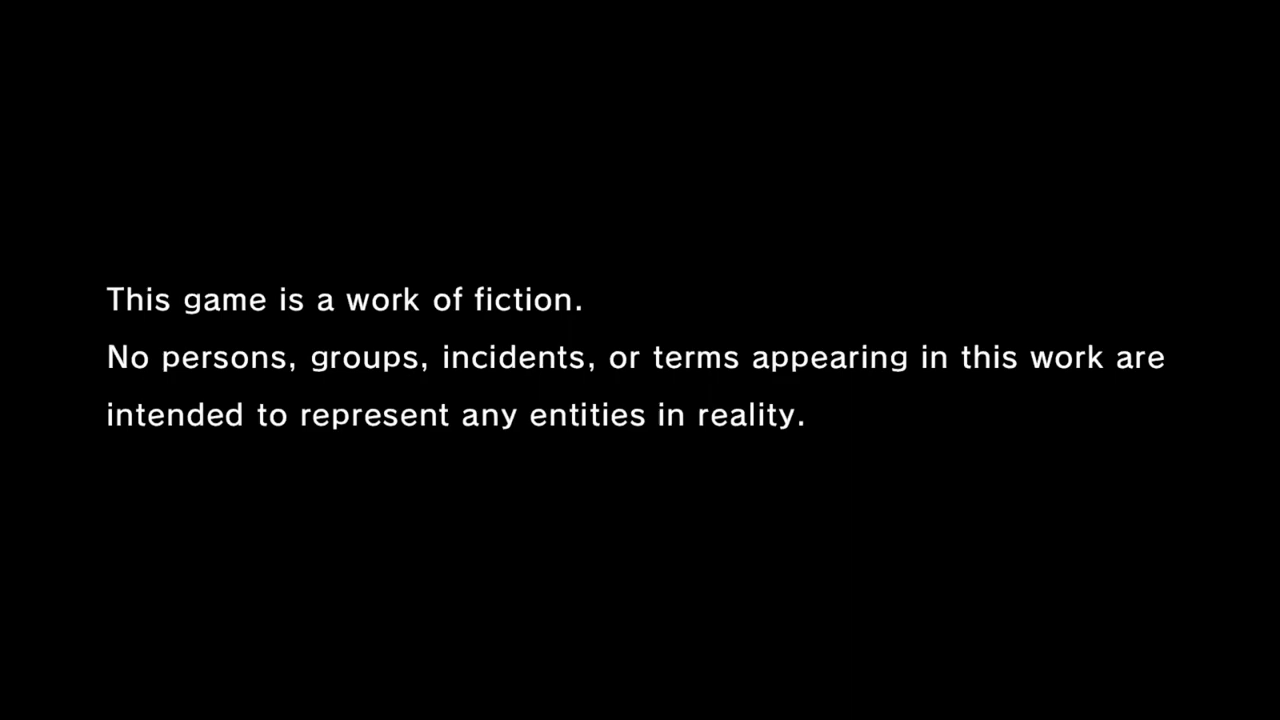 This game is a work of fiction.
No persons, groups, incidents, or terms appearing in this work are
intended to represent any entities in reality.